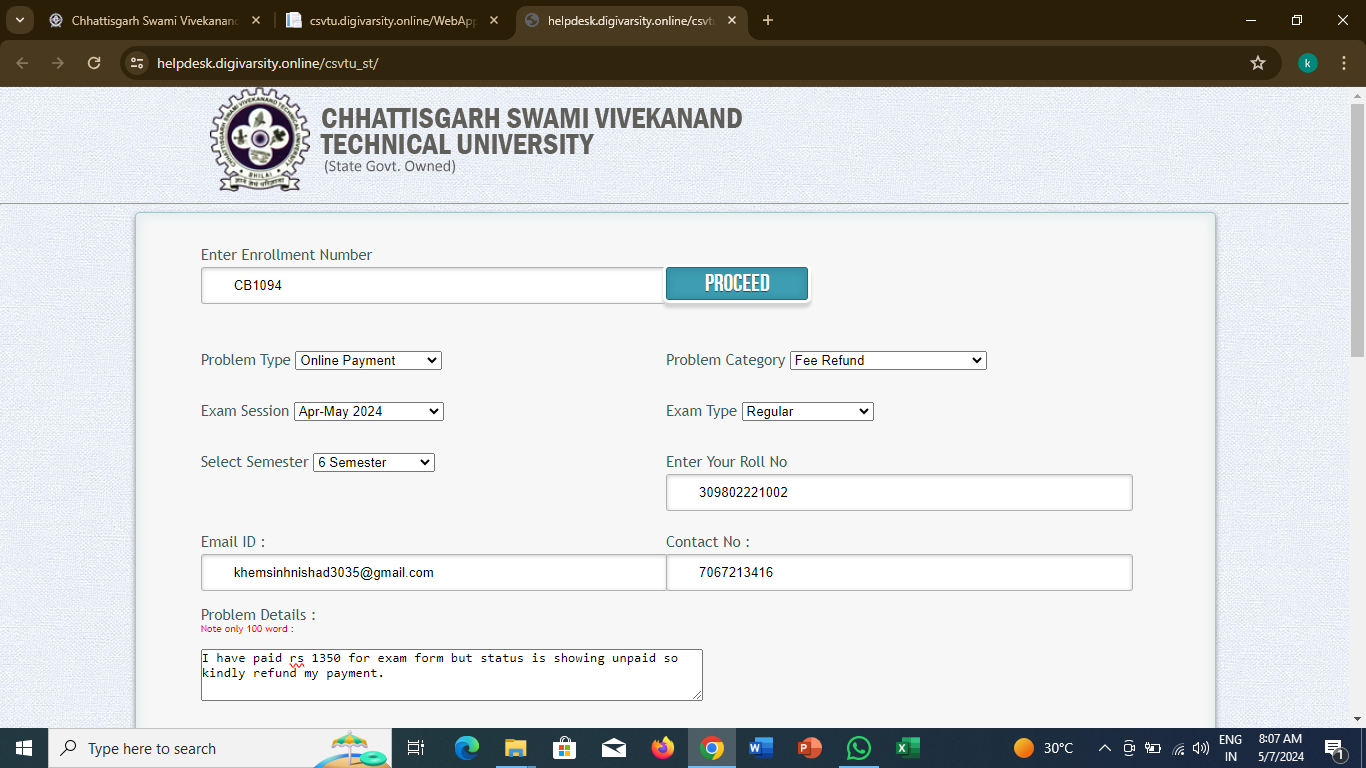 Chhattisgarh Swami Vivekanand
csvtu.digivarsity.online/WebApp
helpdesk.digivarsity.online/csvtu
helpdesk.digivarsity.online/csvtu_st/
k
CHHATTISGARH SWAMI VIVEKANAND
TECHNICAL UNIVERSITY
(State Govt. Owned)
BHILAI
Enter Enrollment Number
CB1094
PROCEED
Problem Type Online Payment
Problem Category Fee Refund
Exam Session Apr-May 2024
Exam Type Regular
Select Semester 6 Semester
Enter Your Roll No
309802221002
Email ID :
Contact No :
khemsinhnishad3035@gmail.com
7067213416
Problem Details :
Note only 100 word :
I have paid rs 1350 for exam form but status is showing unpaid so
kindly refund my payment.
Type here to search
30°C
ENG
IN
8:07 AM
5/7/2024
1